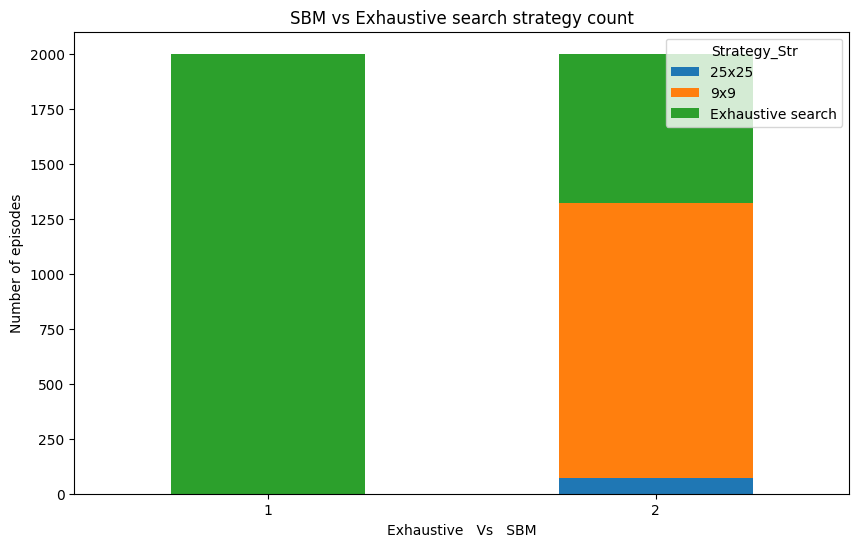 SBM vs Exhaustive search strategy count
Strategy_Str
25x25
9x9
Exhaustive search
Number of episodes
2000
1750
1500
1250
1000
750
500
250
0
1
2
Exhaustive   Vs   SBM